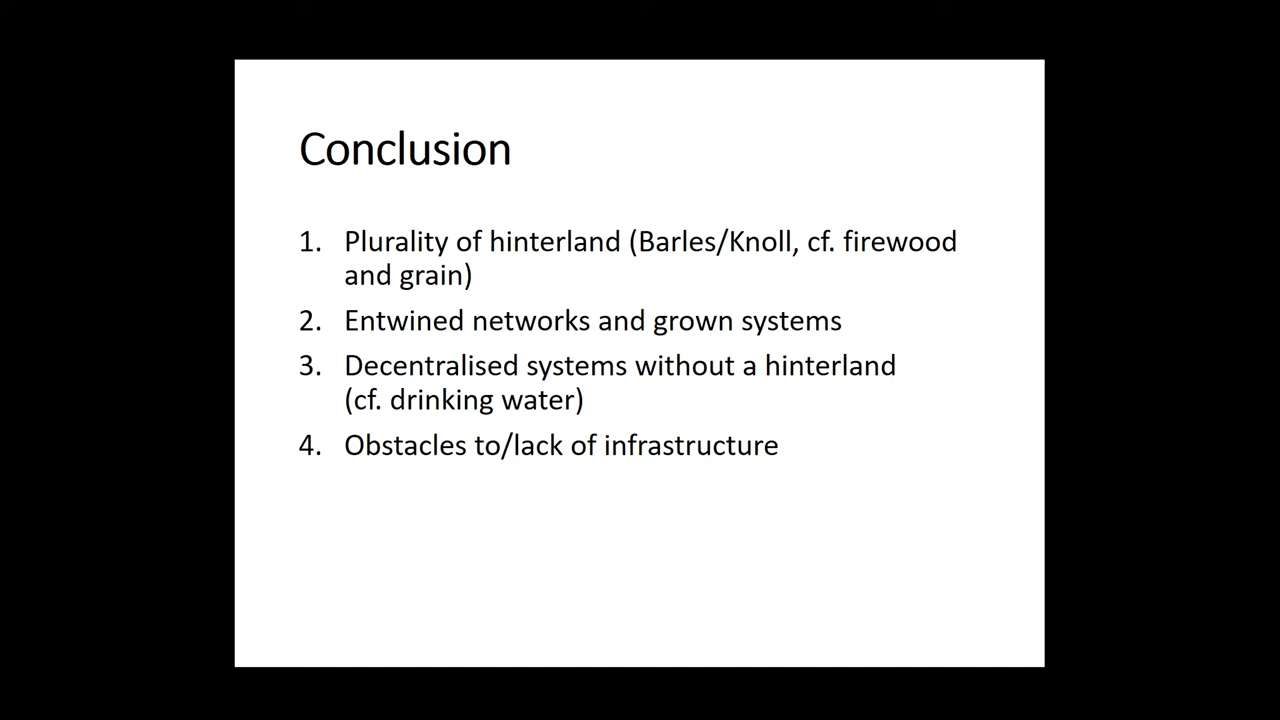 Conclusion
1. Plurality of hinterland (Barles/Knoll, cf. firewood
and grain)
2. Entwined networks and grown systems
3. Decentralised systems without a hinterland
(cf. drinking water)
4. Obstacles to/lack of infrastructure